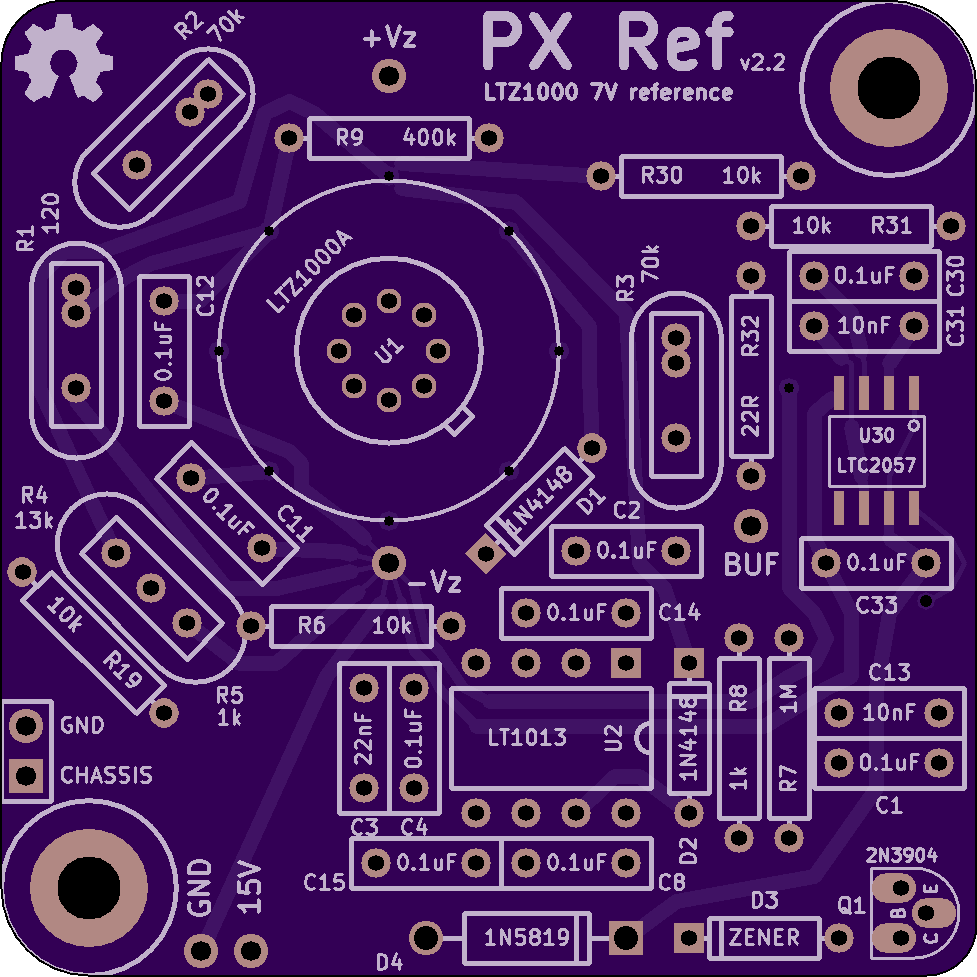 PX Ref
v2.2
LTZ1000 7V reference
R2
70k
+Vz
R9 400k
R30 10k
10k R31
R1
120
C12
0.1uF
LTZ1000A
U1
R3
70k
R32
22R
0.1uF
C30
10nF
C31
U30
LTC2057
R4
13k
0.1uF
C11
1N4148
D1
C2
0.1uF
BUF
0.1uF
C33
-Vz
10k
R19
R6 10k
0.1uF
C14
R5
1k
GND
CHASSIS
22nF
0.1uF
C3
C4
LT1013
U2
1N4148
D2
R8
1k
1M
R7
C13
10nF
0.1uF
C1
C15
0.1uF
0.1uF
C8
GND
15V
D4
1N5819
D3
ZENER
2N3904
Q1
E
B
C